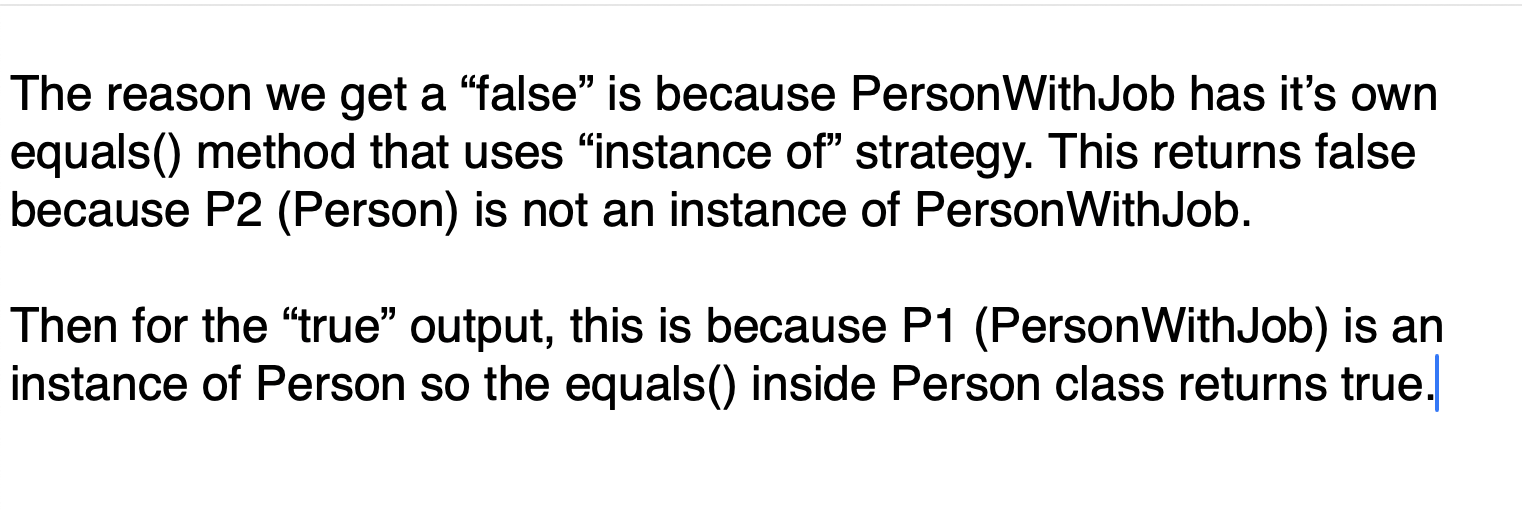 The reason we get a “false” is because PersonWithJob has it’s own
equals() method that uses “instance of” strategy. This returns false
because P2 (Person) is not an instance of PersonWithJob.
Then for the “true” output, this is because P1 (PersonWithJob) is an
instance of Person so the equals() inside Person class returns true.